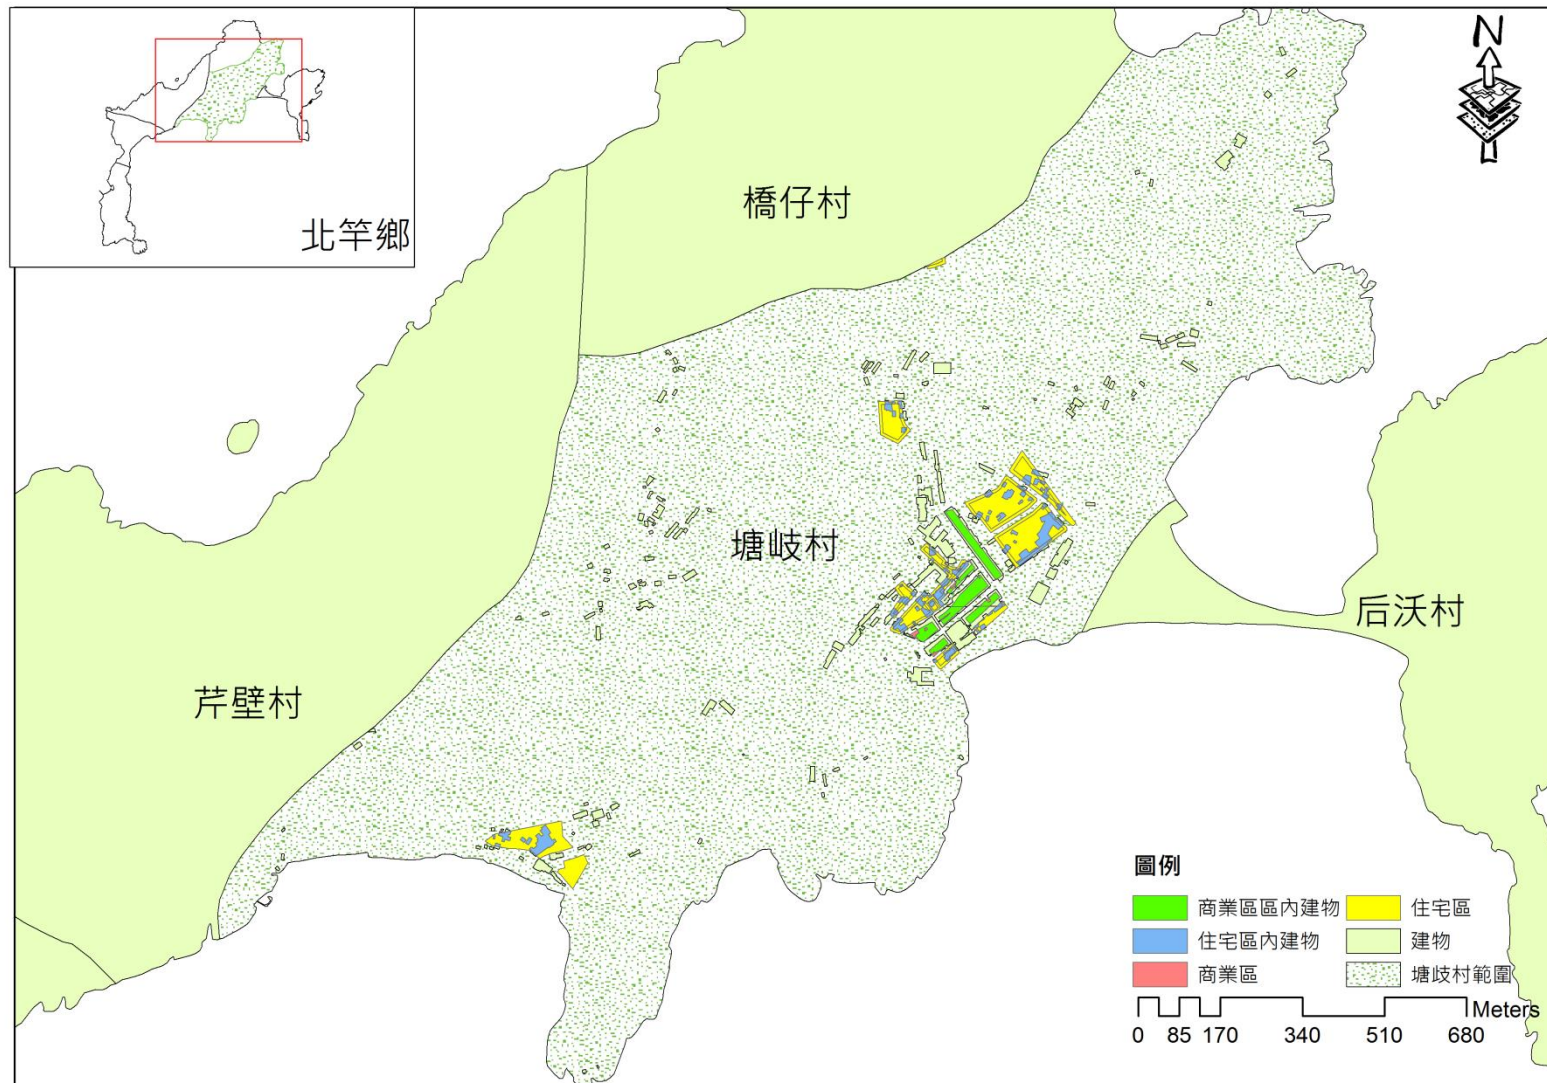 北竿鄉
N
橋仔村
塘岐村
后沃村
芹壁村
圖例
商業區區內建物
住宅區
住宅區內建物
建物
商業區
塘歧村範圍
Meters
0 85 170 340 510 680